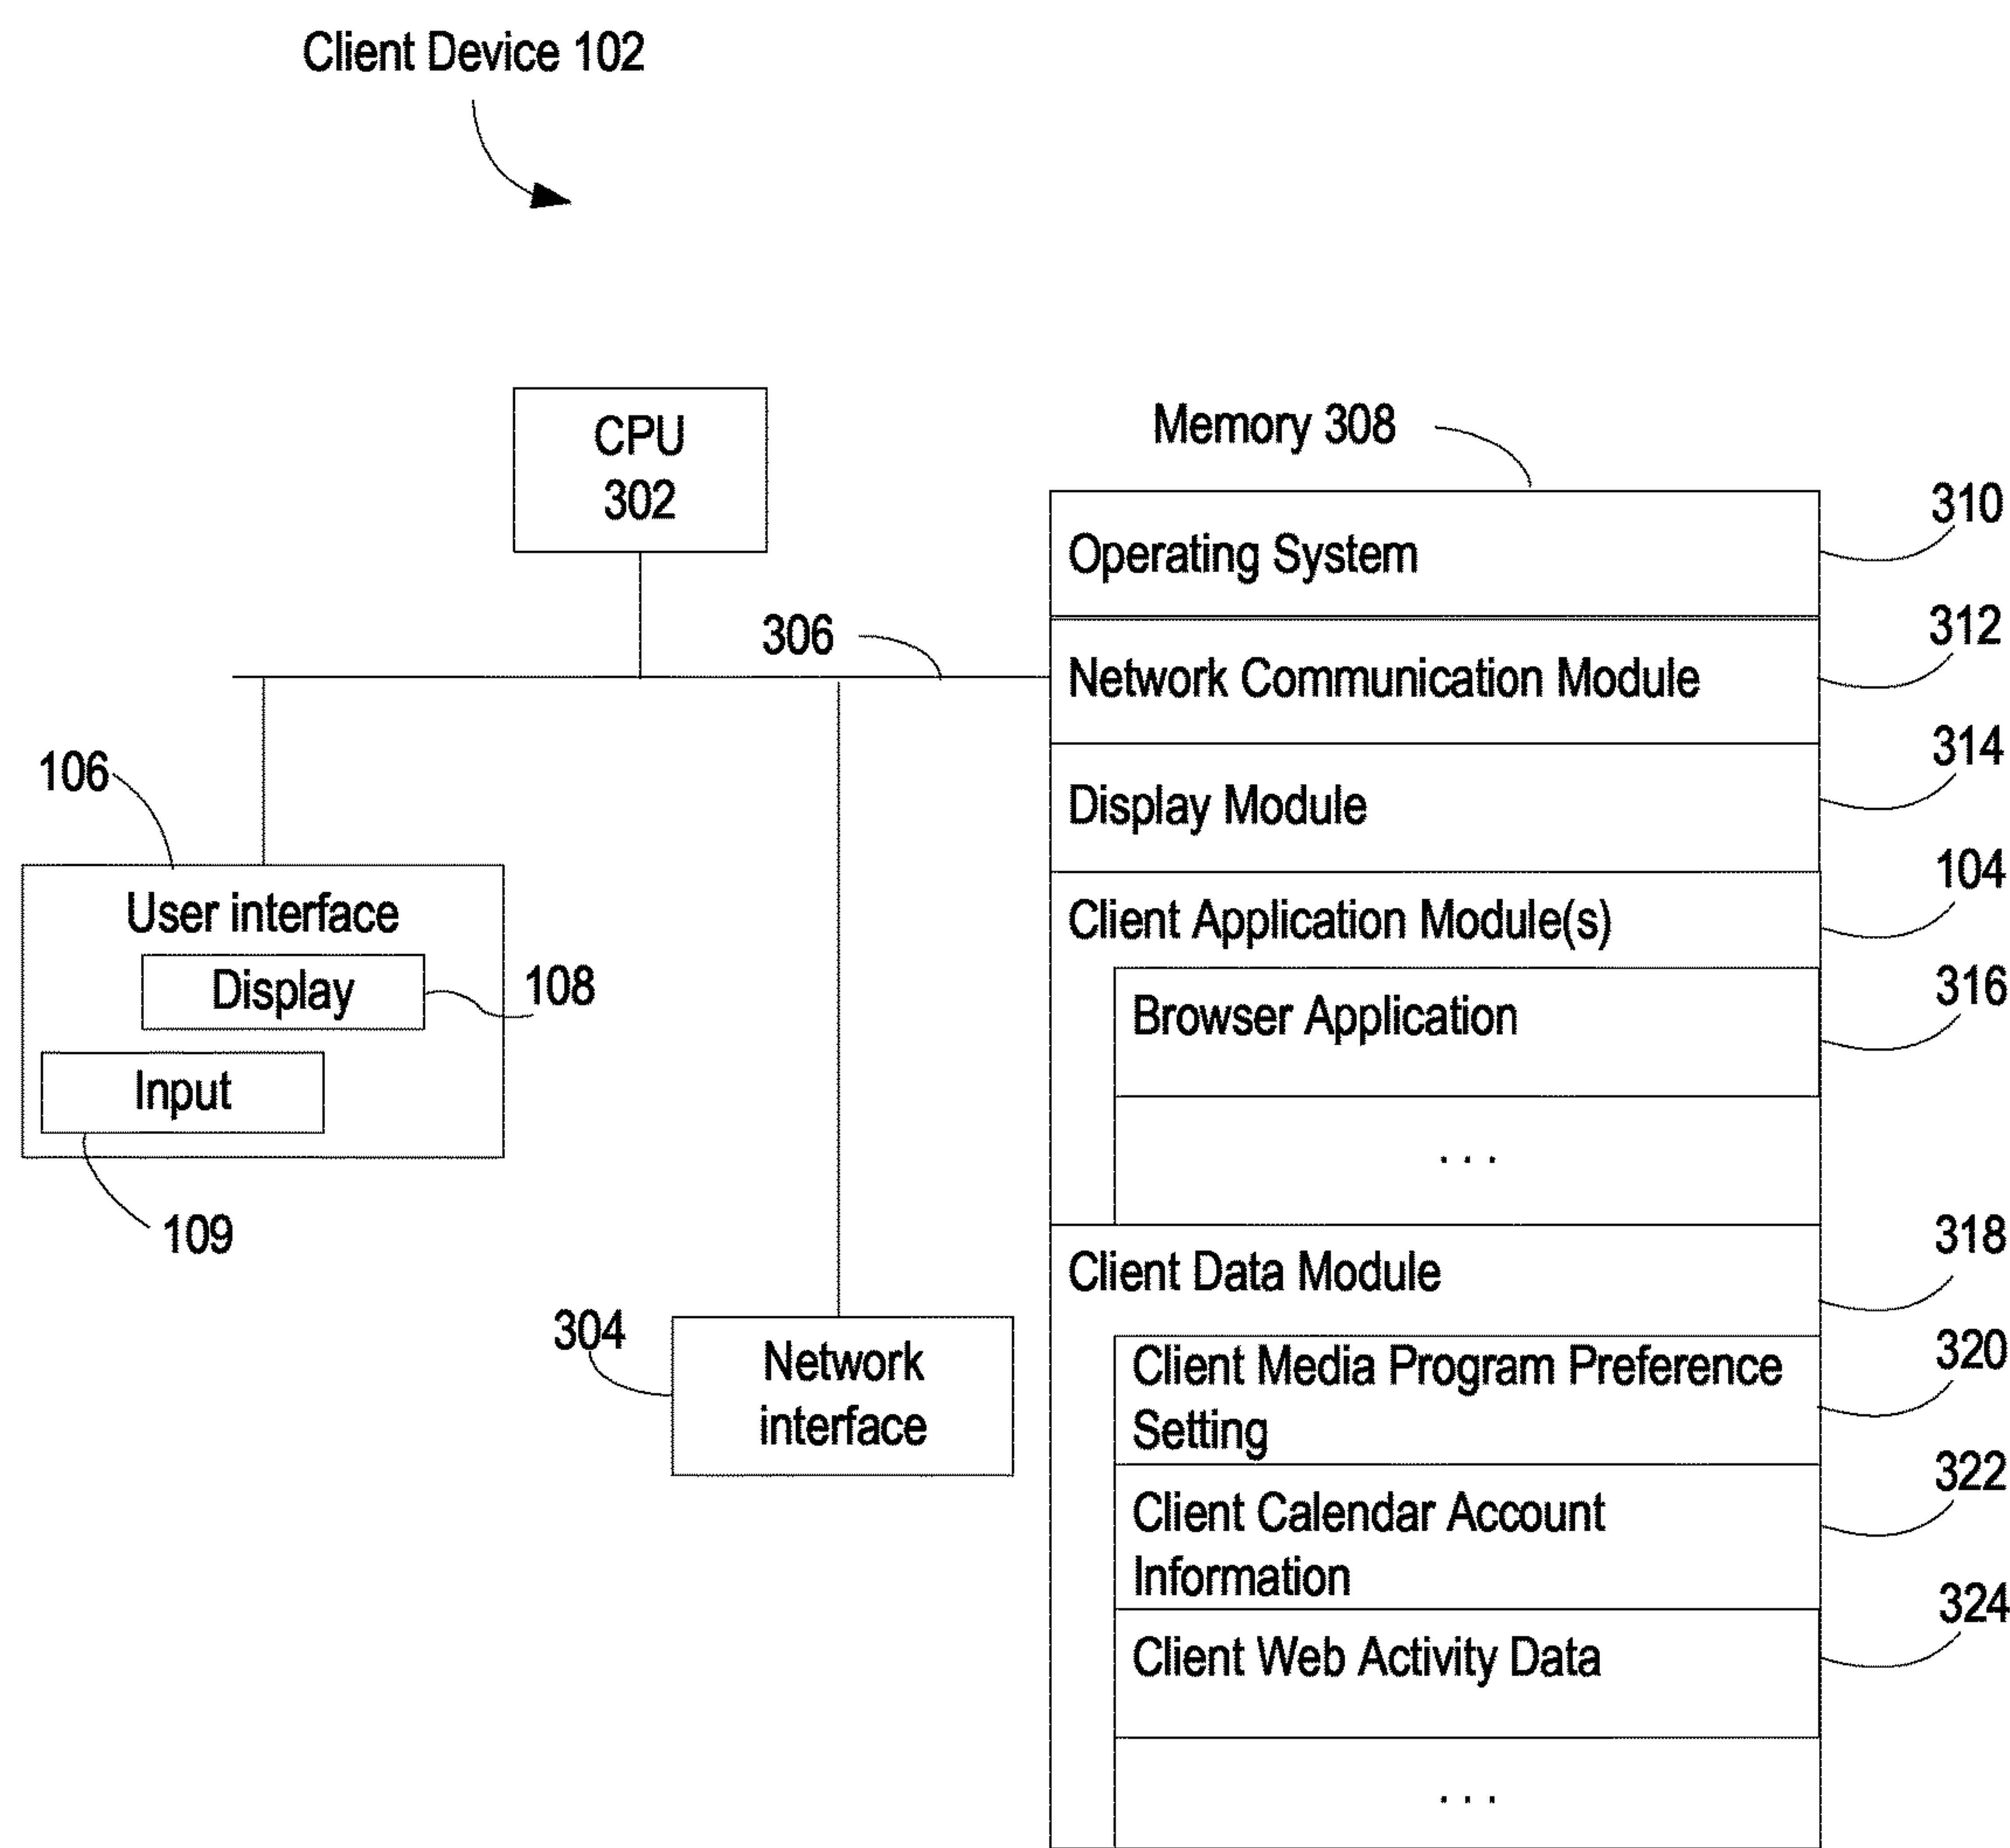 Client Device 102
CPU
302
Memory 308
310
Operating System
312
306
Network Communication Module
314
Display Module
106
104
User interface
Client Application Module(s)
Display
108
316
Browser Application
Input
. . .
109
318
Client Data Module
304
Network
interface
320
Client Media Program Preference
Setting
322
Client Calendar Account
Information
324
Client Web Activity Data
. . .